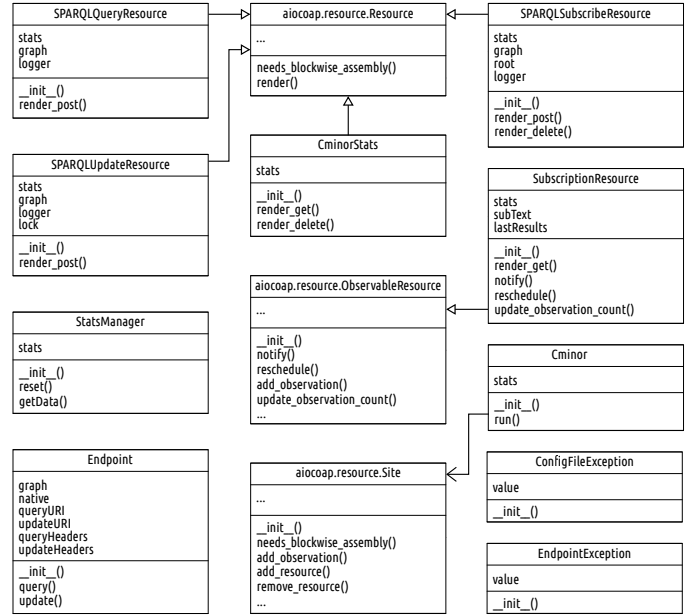 SPARQLQueryResource
stats
graph
logger
__init__()
render_post()
aiocoap.resource.Resource
...
needs_blockwise_assembly()
render()
SPARQLSubscribeResource
stats
graph
root
logger
__init__()
render_post()
render_delete()
SPARQLUpdateResource
stats
graph
logger
lock
__init__()
render_post()
CminorStats
stats
__init__()
render_get()
render_delete()
SubscriptionResource
stats
subText
lastResults
__init__()
render_get()
notify()
reschedule()
update_observation_count()
StatsManager
stats
__init__()
reset()
getData()
aiocoap.resource.ObservableResource
...
__init__()
notify()
reschedule()
add_observation()
update_observation_count()
...
Cminor
stats
__init__()
run()
Endpoint
graph
native
queryURI
updateURI
queryHeaders
updateHeaders
__init__()
query()
update()
aiocoap.resource.Site
...
__init__()
needs_blockwise_assembly()
add_observation()
add_resource()
remove_resource()
...
ConfigFileException
value
__init__()
EndpointException
value
__init__()